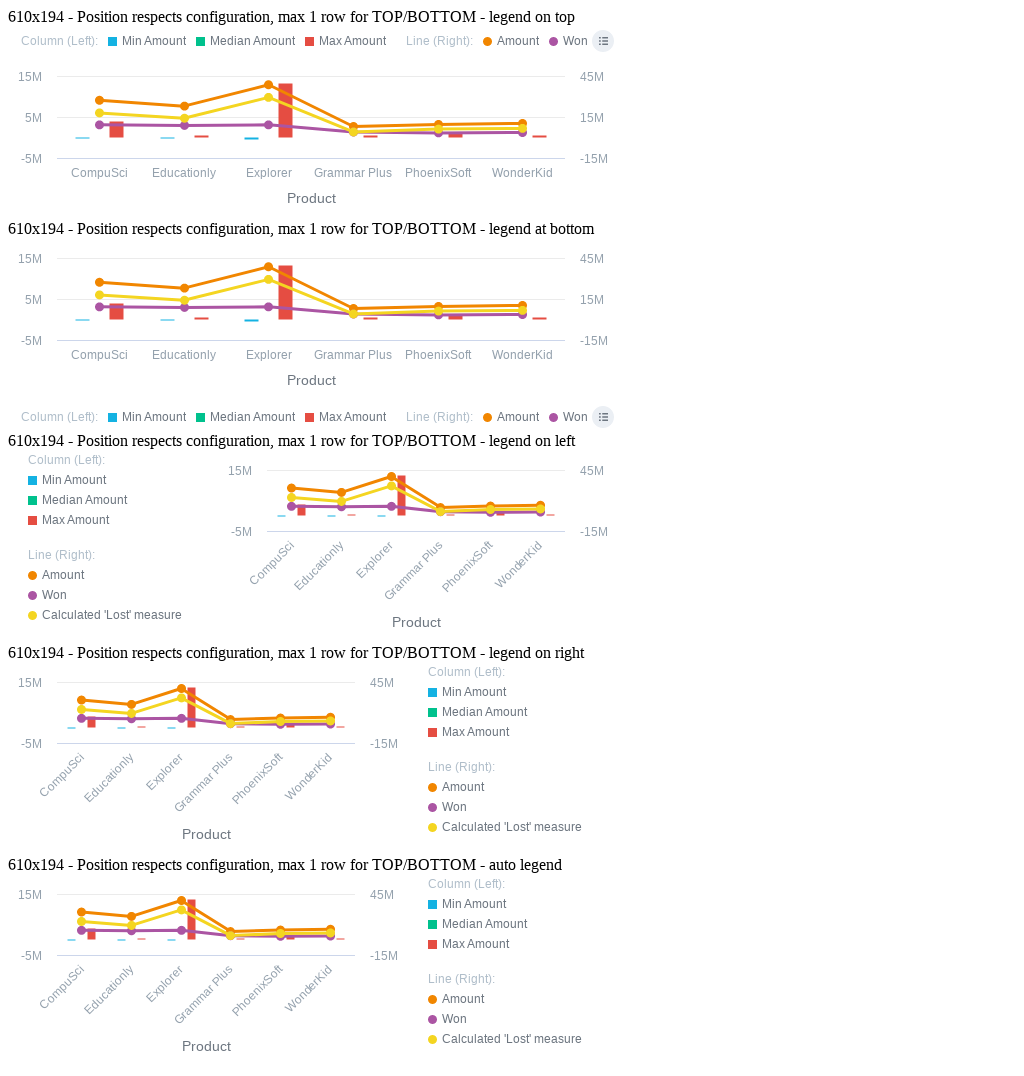 610x194 - Position respects configuration, max 1 row for TOP/BOTTOM - legend on top
Column (Left): Min Amount Median Amount Max Amount Line (Right): Amount Won
15M 45M
5M 15M
-5M -15M
CompuSci Educationly Explorer Grammar Plus PhoenixSoft WonderKid
Product
610x194 - Position respects configuration, max 1 row for TOP/BOTTOM - legend at bottom
15M 45M
5M 15M
-5M -15M
CompuSci Educationly Explorer Grammar Plus PhoenixSoft WonderKid
Product
Column (Left): Min Amount Median Amount Max Amount Line (Right): Amount Won
610x194 - Position respects configuration, max 1 row for TOP/BOTTOM - legend on left
Column (Left):
Min Amount
Median Amount
Max Amount
Line (Right):
Amount
Won
Calculated 'Lost' measure
15M 45M
-5M -15M
CompuSci Educationly Explorer Grammar Plus PhoenixSoft WonderKid
Product
610x194 - Position respects configuration, max 1 row for TOP/BOTTOM - legend on right
15M 45M
-5M -15M
CompuSci Educationly Explorer Grammar Plus PhoenixSoft WonderKid
Product
Column (Left):
Min Amount
Median Amount
Max Amount
Line (Right):
Amount
Won
Calculated 'Lost' measure
610x194 - Position respects configuration, max 1 row for TOP/BOTTOM - auto legend
15M 45M
-5M -15M
CompuSci Educationly Explorer Grammar Plus PhoenixSoft WonderKid
Product
Column (Left):
Min Amount
Median Amount
Max Amount
Line (Right):
Amount
Won
Calculated 'Lost' measure